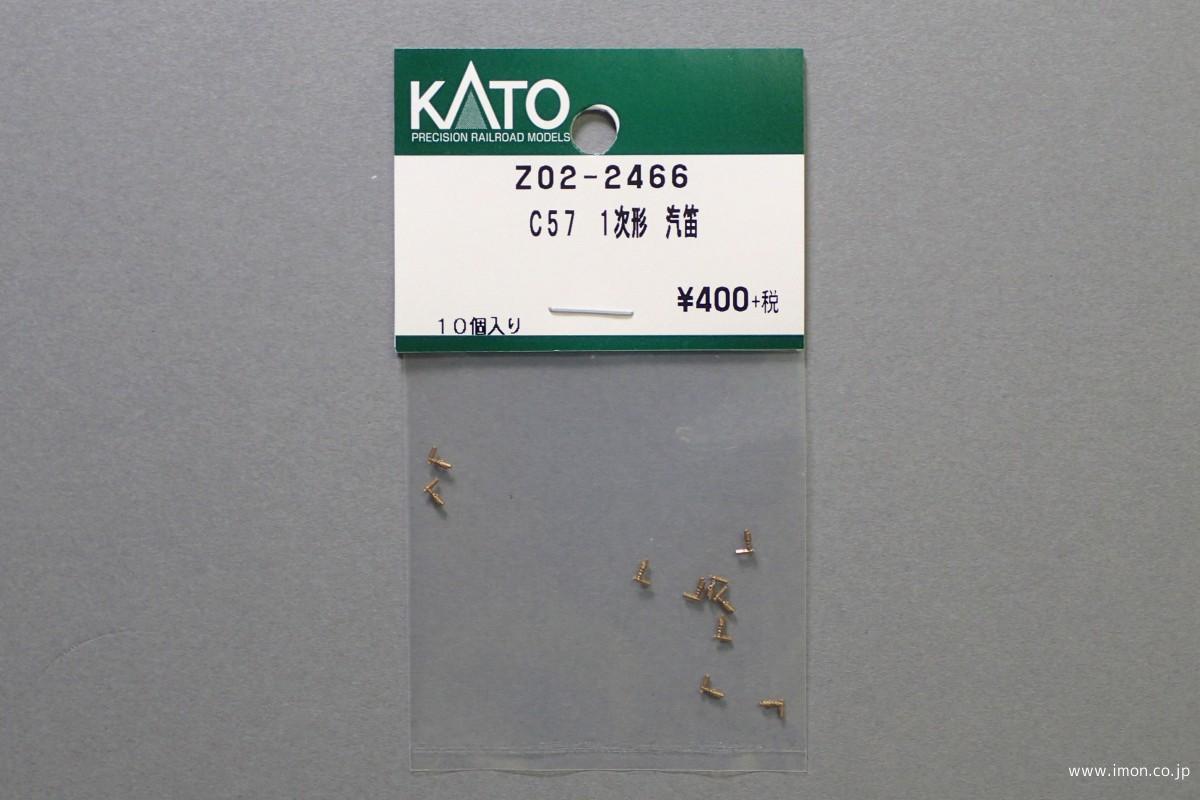 KATO
PRECISION RAILROAD MODELS
Z02-2466
C57 1次形 汽笛
¥400+税
10個入り
www.imon.co.jp